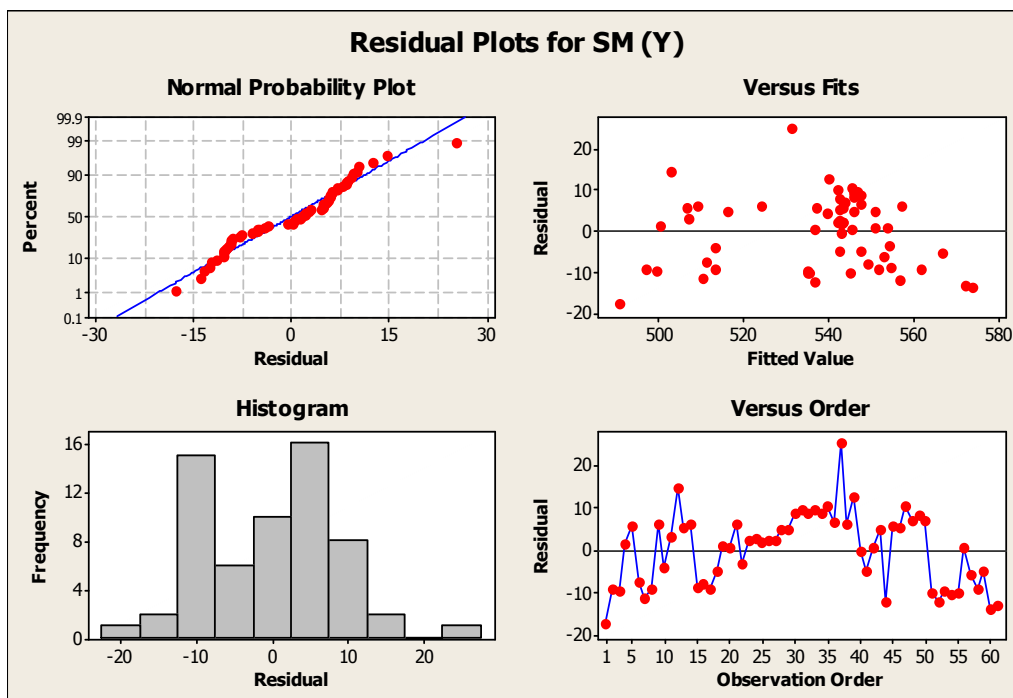 Residual Plots for SM (Y)
Normal Probability Plot
99.9
99
90
50
10
1
0.1
Percent
-30 -15 0 15 30
Residual
Versus Fits
20
10
0
-10
-20
Residual
500 520 540 560 580
Fitted Value
Histogram
16
12
8
4
0
Frequency
-20 -10 0 10 20
Residual
Versus Order
20
10
0
-10
-20
Residual
1 5 10 15 20 25 30 35 40 45 50 55 60
Observation Order